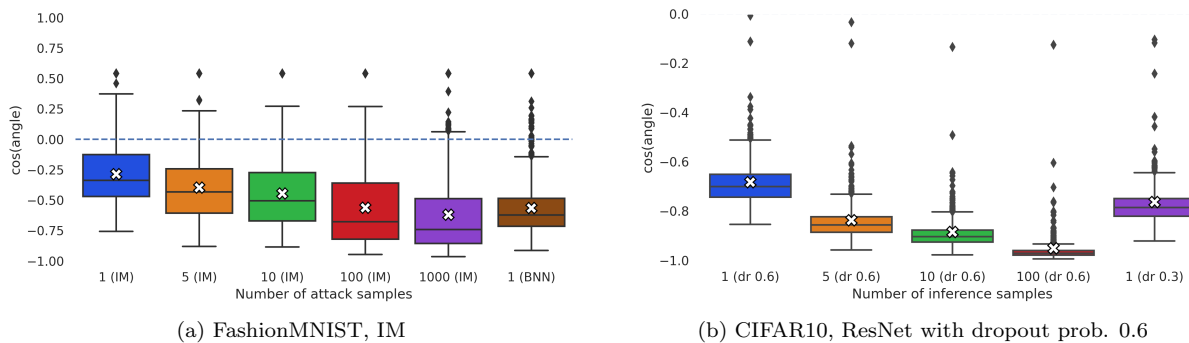 1.00
0.75
0.50
0.25
0.00
−0.25
−0.50
−0.75
−1.00
cos(angle)
1 (IM) 5 (IM) 10 (IM) 100 (IM) 1000 (IM) 1 (BNN)
Number of attack samples
(a) FashionMNIST, IM
0.0
−0.2
−0.4
−0.6
−0.8
−1.0
cos(angle)
1 (dr 0.6) 5 (dr 0.6) 10 (dr 0.6) 100 (dr 0.6) 1 (dr 0.3)
Number of inference samples
(b) CIFAR10, ResNet with dropout prob. 0.6